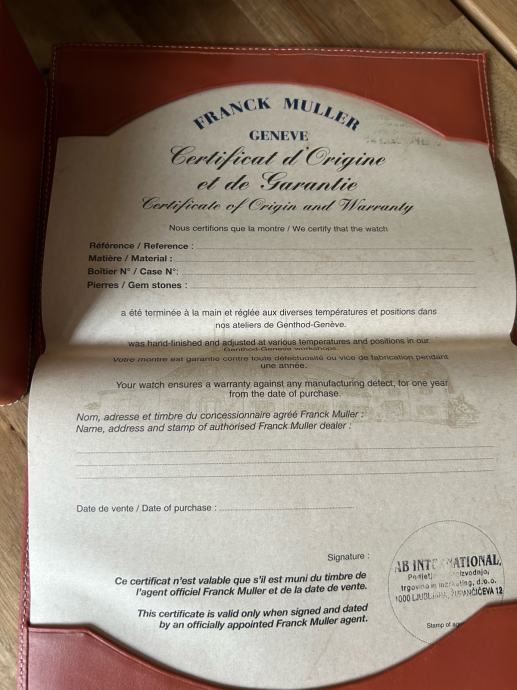 FRANCK MULLER
GENEVE
Certificat d'Origine
et de Garantie
Certificate of Origin and Warranty
Nous certifions que la montre / We certify that the watch
Référence / Reference :
Matière / Material :
Boîtier N° / Case N°:
Pierres / Gem stones :
a été terminée à la main et réglée aux diverses températures et positions dans
nos ateliers de Genthod-Genève.
was hand-finished and adjusted at various temperatures and positions in our
Genthod-Geneva workshops.
Votre montre est garantie contre toute défectuosité ou vice de fabrication pendant
une année.
Your watch ensures a warranty against any manufacturing defect, for one year
from the date of purchase.
Nom, adresse et timbre du concessionnaire agréé Franck Muller :
Name, address and stamp of authorised Franck Muller dealer :
Date de vente / Date of purchase :
Signature :
Ce certificat n'est valable que s'il est muni du timbre de
l'agent officiel Franck Muller et de la date de vente.
This certificate is valid only when signed and dated
by an officially appointed Franck Muller agent.
AB
trgovina in d.o.o.
1000 LJUBLJANA, ŽUPANČIČEVA 12
Stamp of